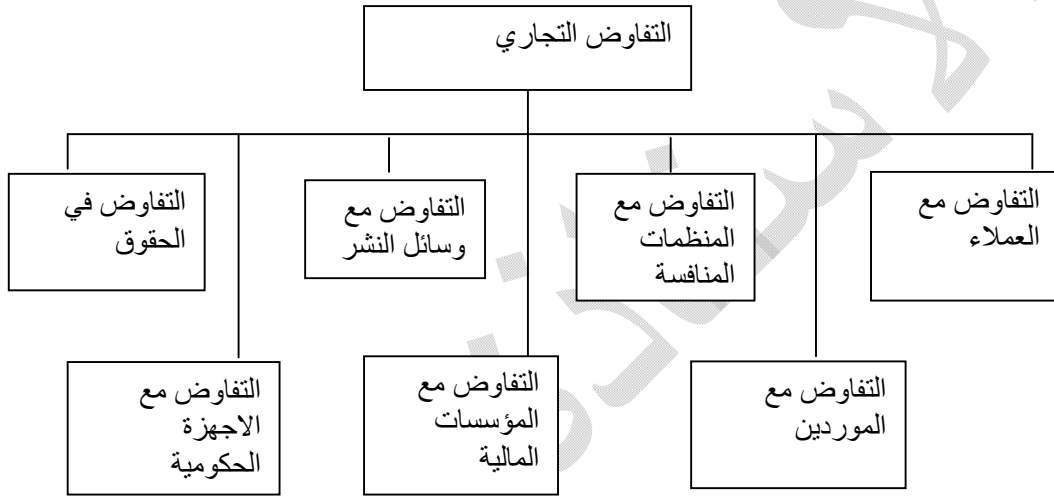 التفاوض التجاري
التفاوض مع
العملاء
التفاوض مع
المنظمات
المنافسة
التفاوض مع
وسائل النشر
التفاوض في
الحقوق
التفاوض مع
الموردين
التفاوض مع
المؤسسات
المالية
التفاوض مع
الاجهزة
الحكومية